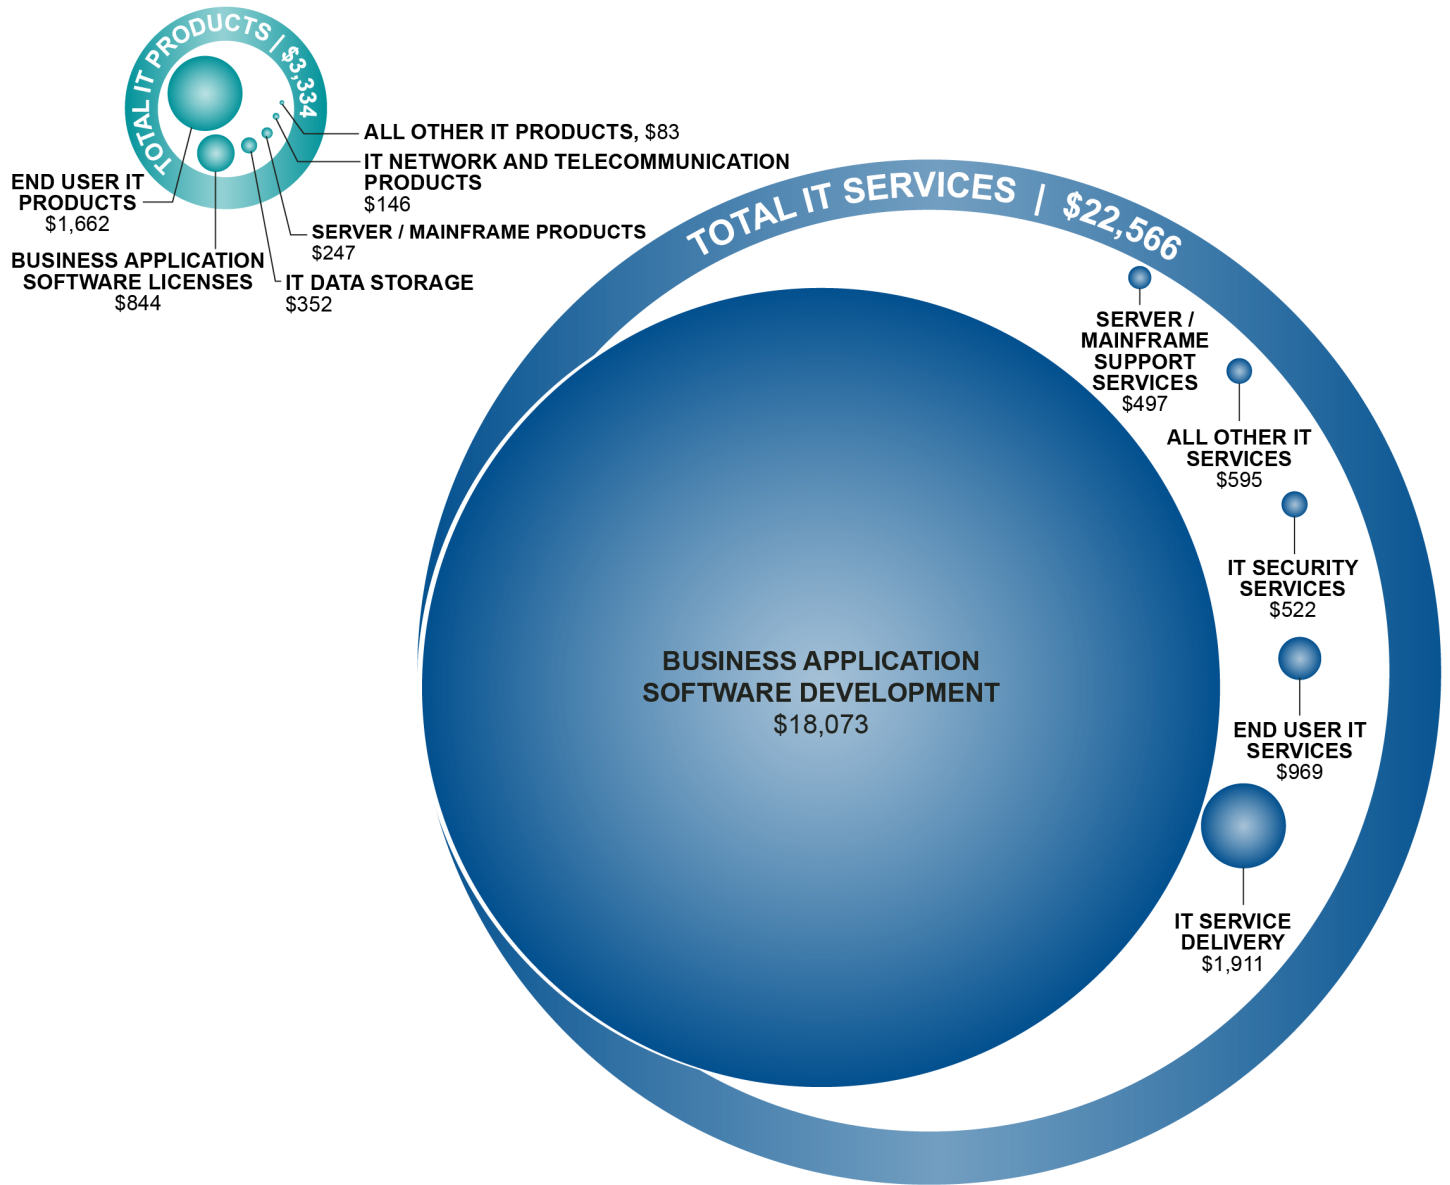 TOTAL IT PRODUCTS | $3,334
ALL OTHER IT PRODUCTS, $83
IT NETWORK AND TELECOMMUNICATION
PRODUCTS
$146
END USER IT
PRODUCTS
$1,662
SERVER / MAINFRAME PRODUCTS
$247
BUSINESS APPLICATION
SOFTWARE LICENSES
$844
IT DATA STORAGE
$352
TOTAL IT SERVICES | $22,566
SERVER /
MAINFRAME
SUPPORT
SERVICES
$497
ALL OTHER IT
SERVICES
$595
IT SECURITY
SERVICES
$522
BUSINESS APPLICATION
SOFTWARE DEVELOPMENT
$18,073
END USER IT
SERVICES
$969
IT SERVICE
DELIVERY
$1,911